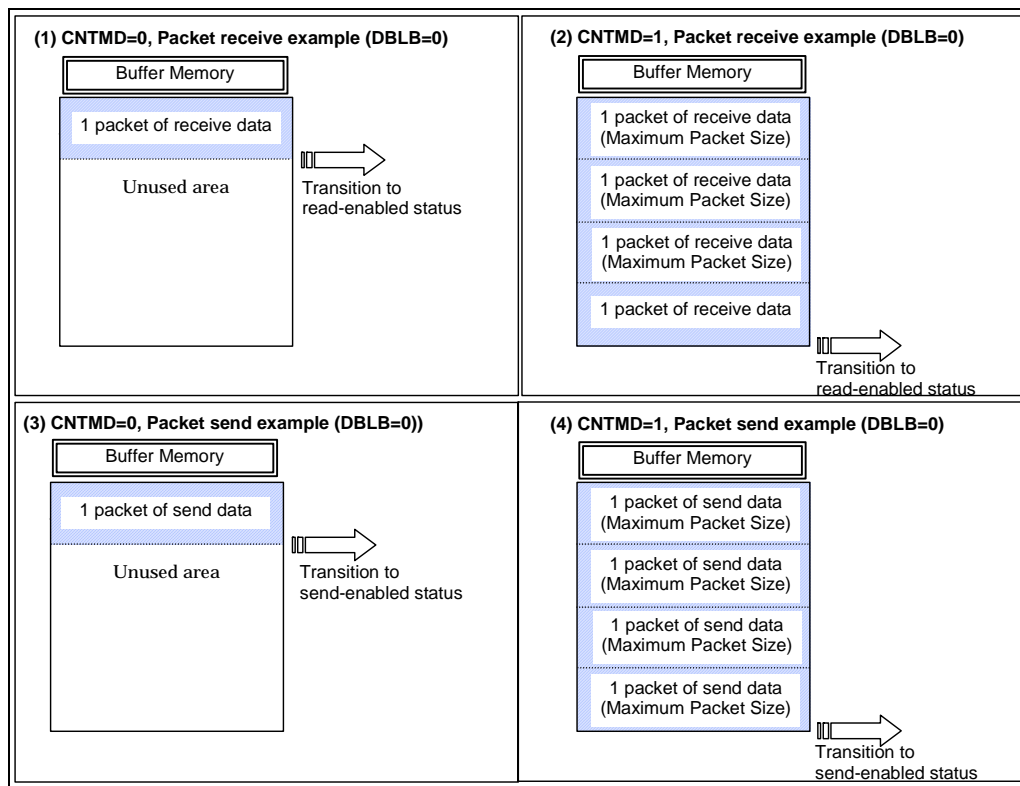 (1) CNTMD=0, Packet receive example (DBLB=0)
Buffer Memory
1 packet of receive data
Unused area
Transition to
read-enabled status
(2) CNTMD=1, Packet receive example (DBLB=0)
Buffer Memory
1 packet of receive data
(Maximum Packet Size)
1 packet of receive data
(Maximum Packet Size)
1 packet of receive data
(Maximum Packet Size)
1 packet of receive data
Transition to
read-enabled status
(3) CNTMD=0, Packet send example (DBLB=0))
Buffer Memory
1 packet of send data
Unused area
Transition to
send-enabled status
(4) CNTMD=1, Packet send example (DBLB=0)
Buffer Memory
1 packet of send data
(Maximum Packet Size)
1 packet of send data
(Maximum Packet Size)
1 packet of send data
(Maximum Packet Size)
1 packet of send data
(Maximum Packet Size)
Transition to
send-enabled status